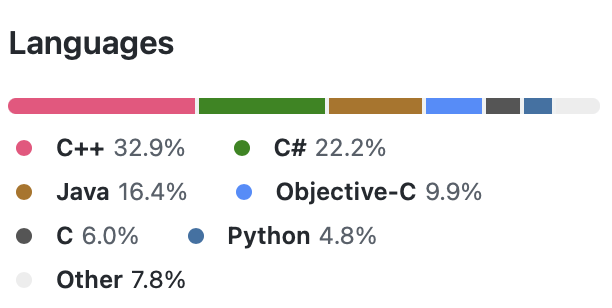 Languages
C++ 32.9% C# 22.2%
Java 16.4% Objective-C 9.9%
C 6.0% Python 4.8%
Other 7.8%